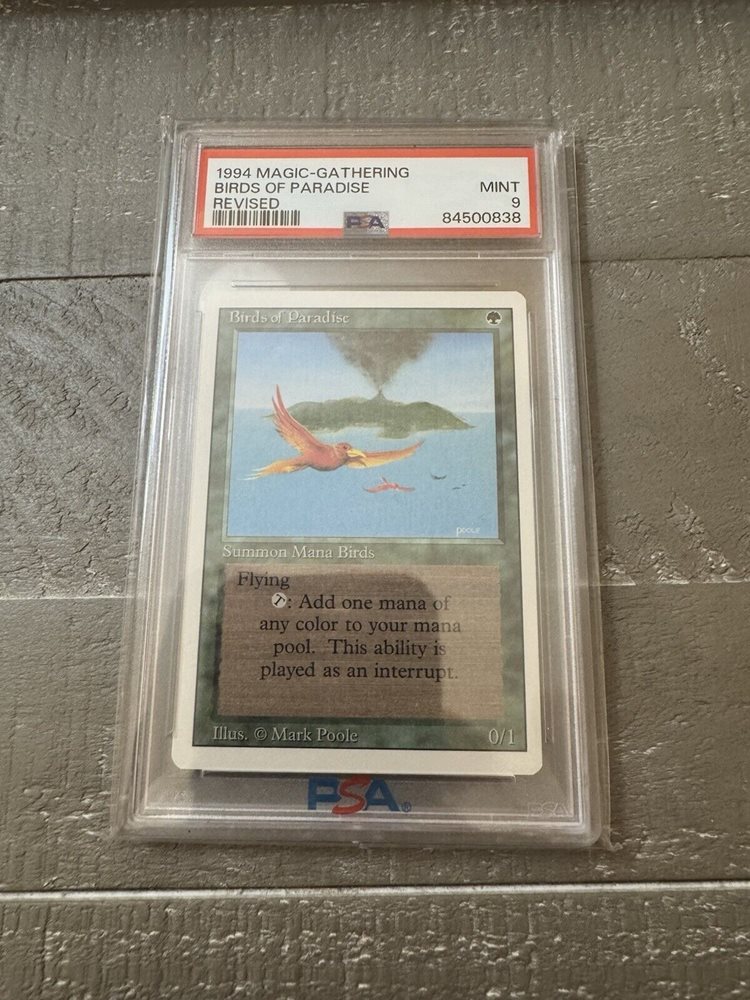 1994 MAGIC-GATHERING
BIRDS OF PARADISE MINT
REVISED 9
PSA 84500838
Birds of Paradise
POOLE
Summon Mana Birds
Flying
T: Add one mana of
any color to your mana
pool. This ability is
played as an interrupt.
Illus. © Mark Poole 0/1
PSA®